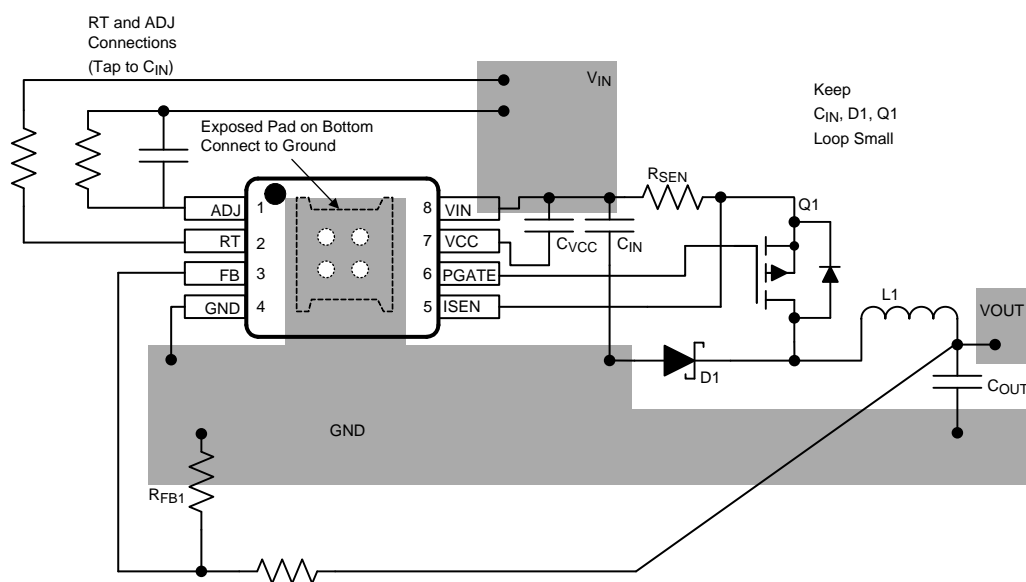 RT and ADJ
Connections
(Tap to CIN)
VIN
Keep
CIN, D1, Q1
Loop Small
Exposed Pad on Bottom
Connect to Ground
RSEN
Q1
ADJ 1
8 VIN
RT 2
7 VCC
CVCC
CIN
FB 3
6 PGATE
GND 4
5 ISEN
L1
VOUT
D1
COUT
GND
RFB1